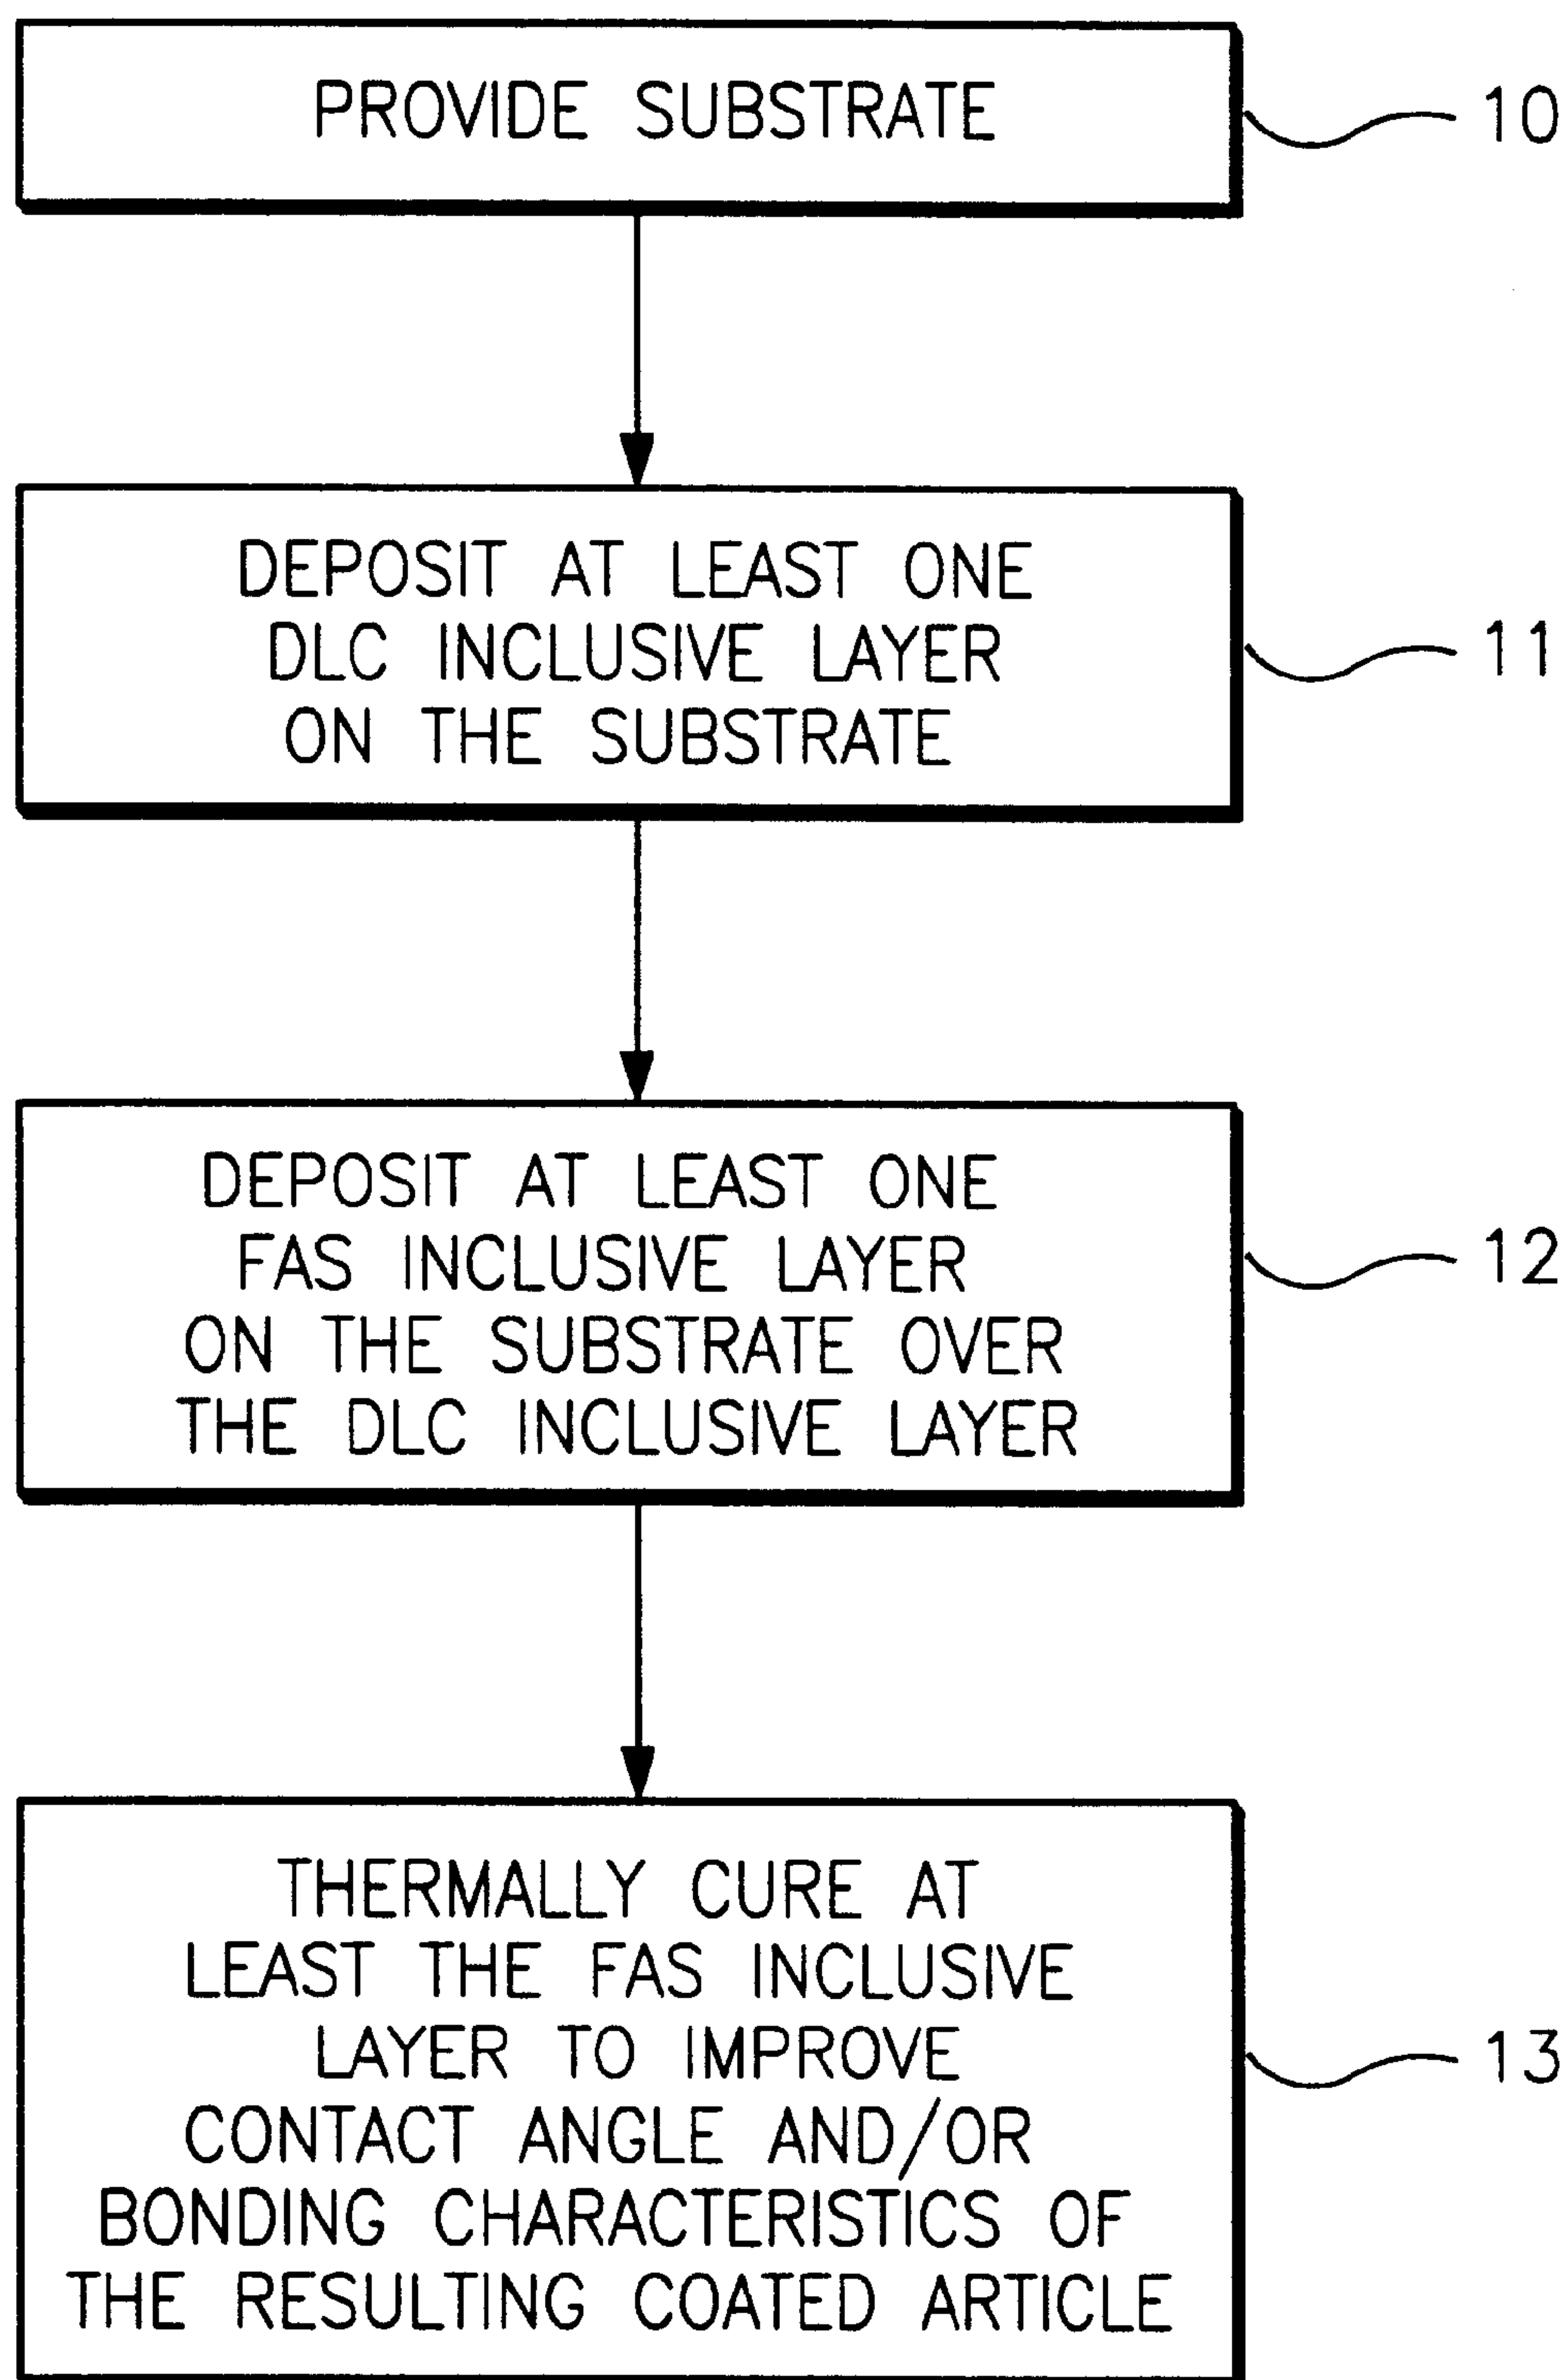 PROVIDE SUBSTRATE
10
DEPOSIT AT LEAST ONE
DLC INCLUSIVE LAYER
ON THE SUBSTRATE
11
DEPOSIT AT LEAST ONE
FAS INCLUSIVE LAYER
ON THE SUBSTRATE OVER
THE DLC INCLUSIVE LAYER
12
THERMALLY CURE AT
LEAST THE FAS INCLUSIVE
LAYER TO IMPROVE
CONTACT ANGLE AND/OR
BONDING CHARACTERISTICS OF
THE RESULTING COATED ARTICLE
13